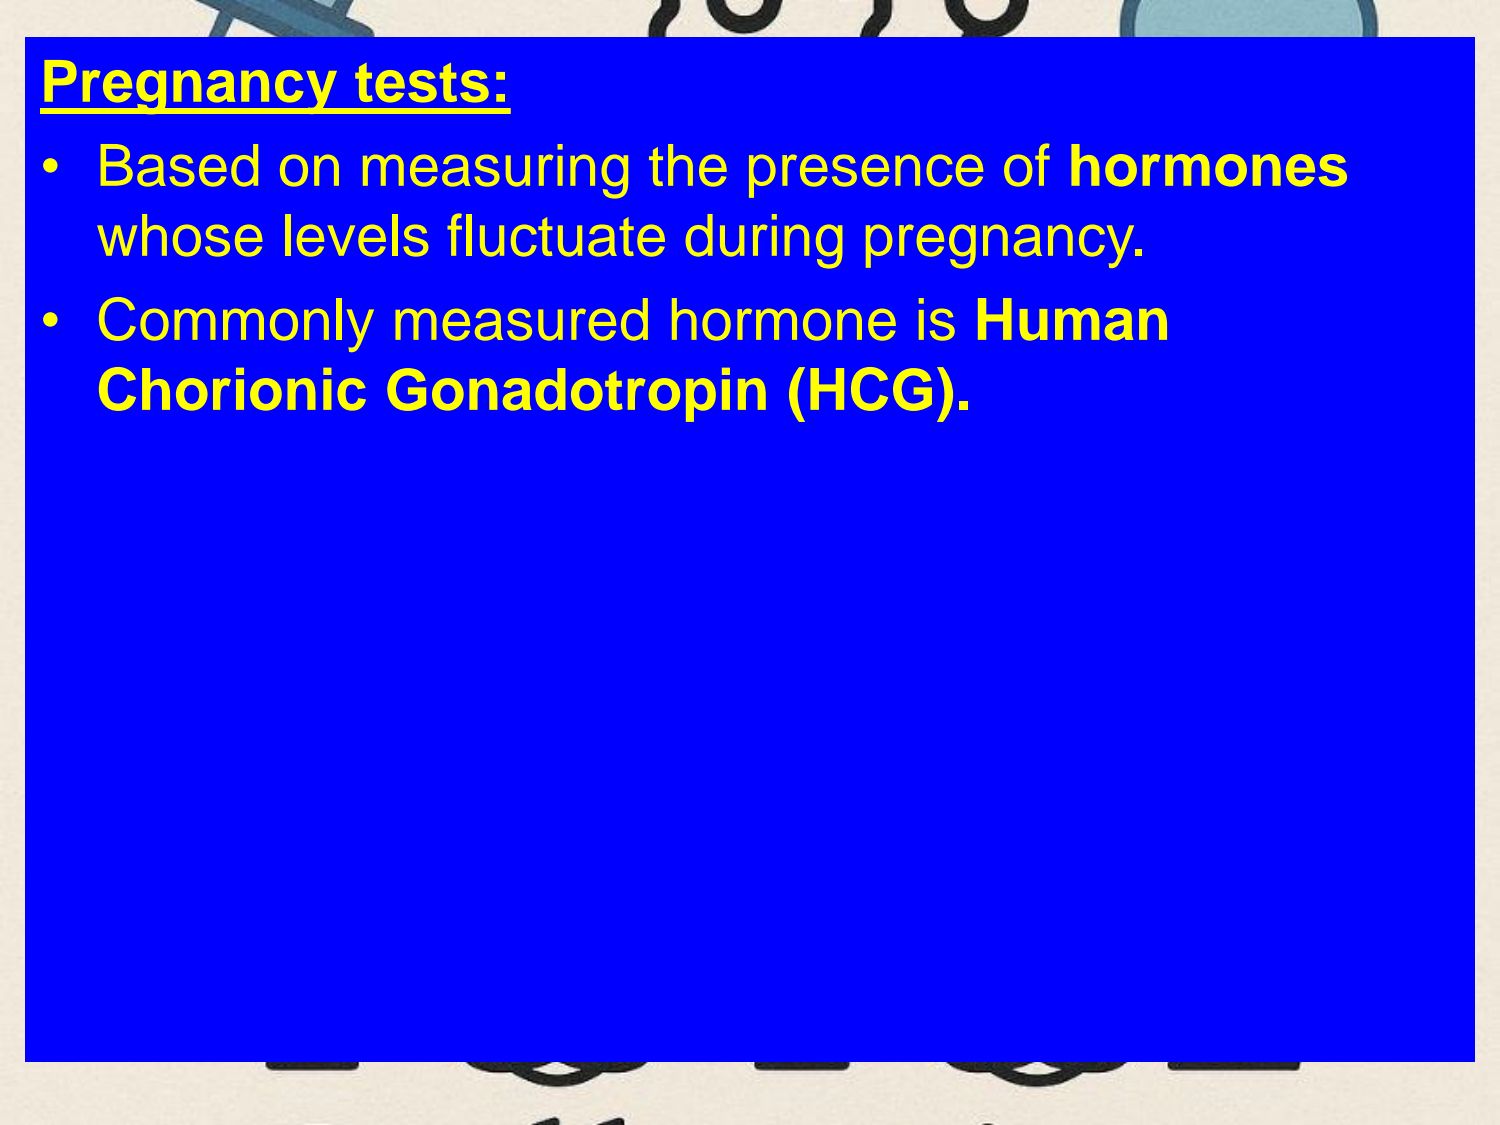 Pregnancy tests:
• Based on measuring the presence of hormones
whose levels fluctuate during pregnancy.
• Commonly measured hormone is Human
Chorionic Gonadotropin (HCG).